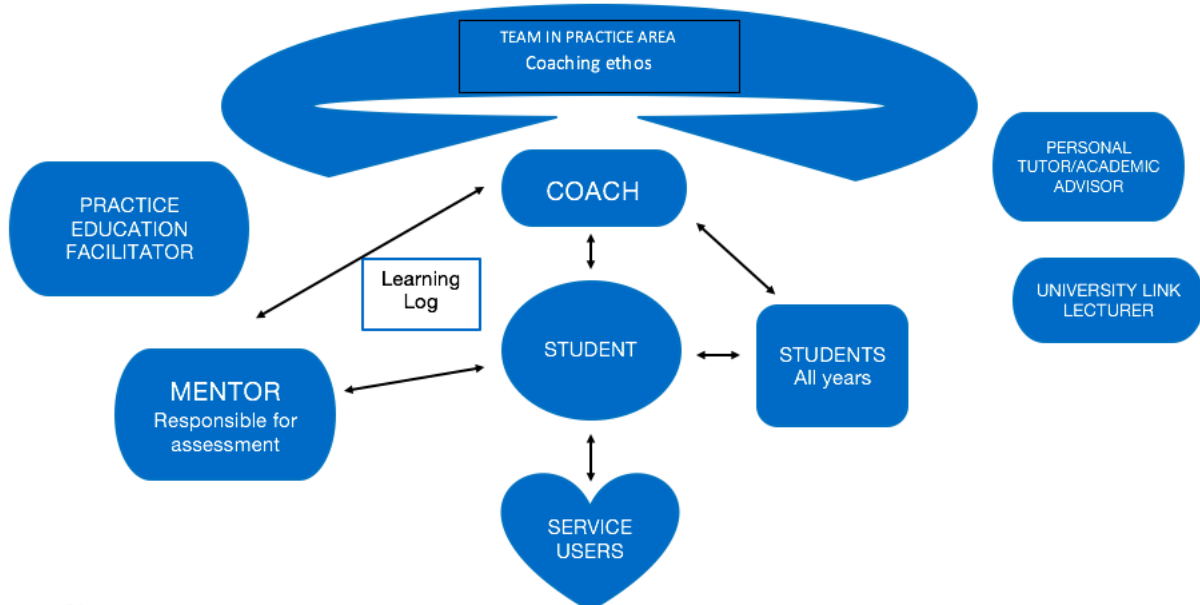 TEAM IN PRACTICE AREA
Coaching ethos
PERSONAL
TUTOR/ACADEMIC
ADVISOR
COACH
PRACTICE
EDUCATION
FACILITATOR
Learning
Log
UNIVERSITY LINK
LECTURER
STUDENT
STUDENTS
All years
MENTOR
Responsible for
assessment
SERVICE
USERS